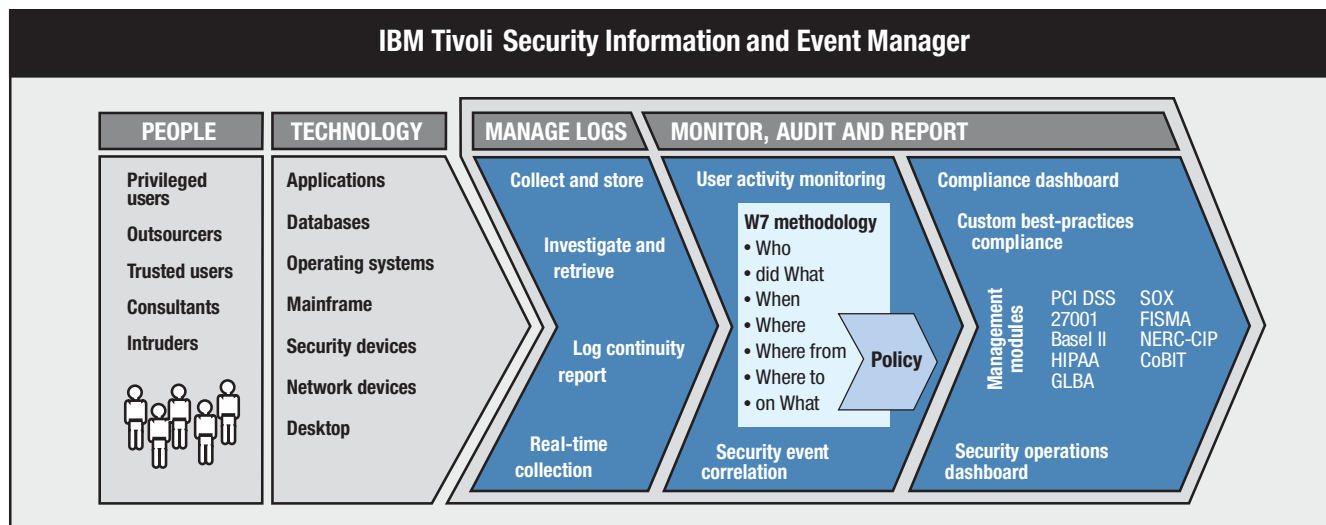 IBM Tivoli Security Information and Event Manager
PEOPLE
Privileged
users
Outsourcers
Trusted users
Consultants
Intruders
TECHNOLOGY
Applications
Databases
Operating systems
Mainframe
Security devices
Network devices
Desktop
MANAGE LOGS
Collect and store
Investigate and
retrieve
Log continuity
report
Real-time
collection
MONITOR, AUDIT AND REPORT
User activity monitoring
W7 methodology
• Who
• did What
• When
• Where
• Where from
• Where to
• on What
Policy
Security event
correlation
Compliance dashboard
Custom best-practices
compliance
Management
modules
PCI DSS
27001
Basel II
HIPAA
GLBA
SOX
FISMA
NERC-CIP
CoBIT
Security operations
dashboard